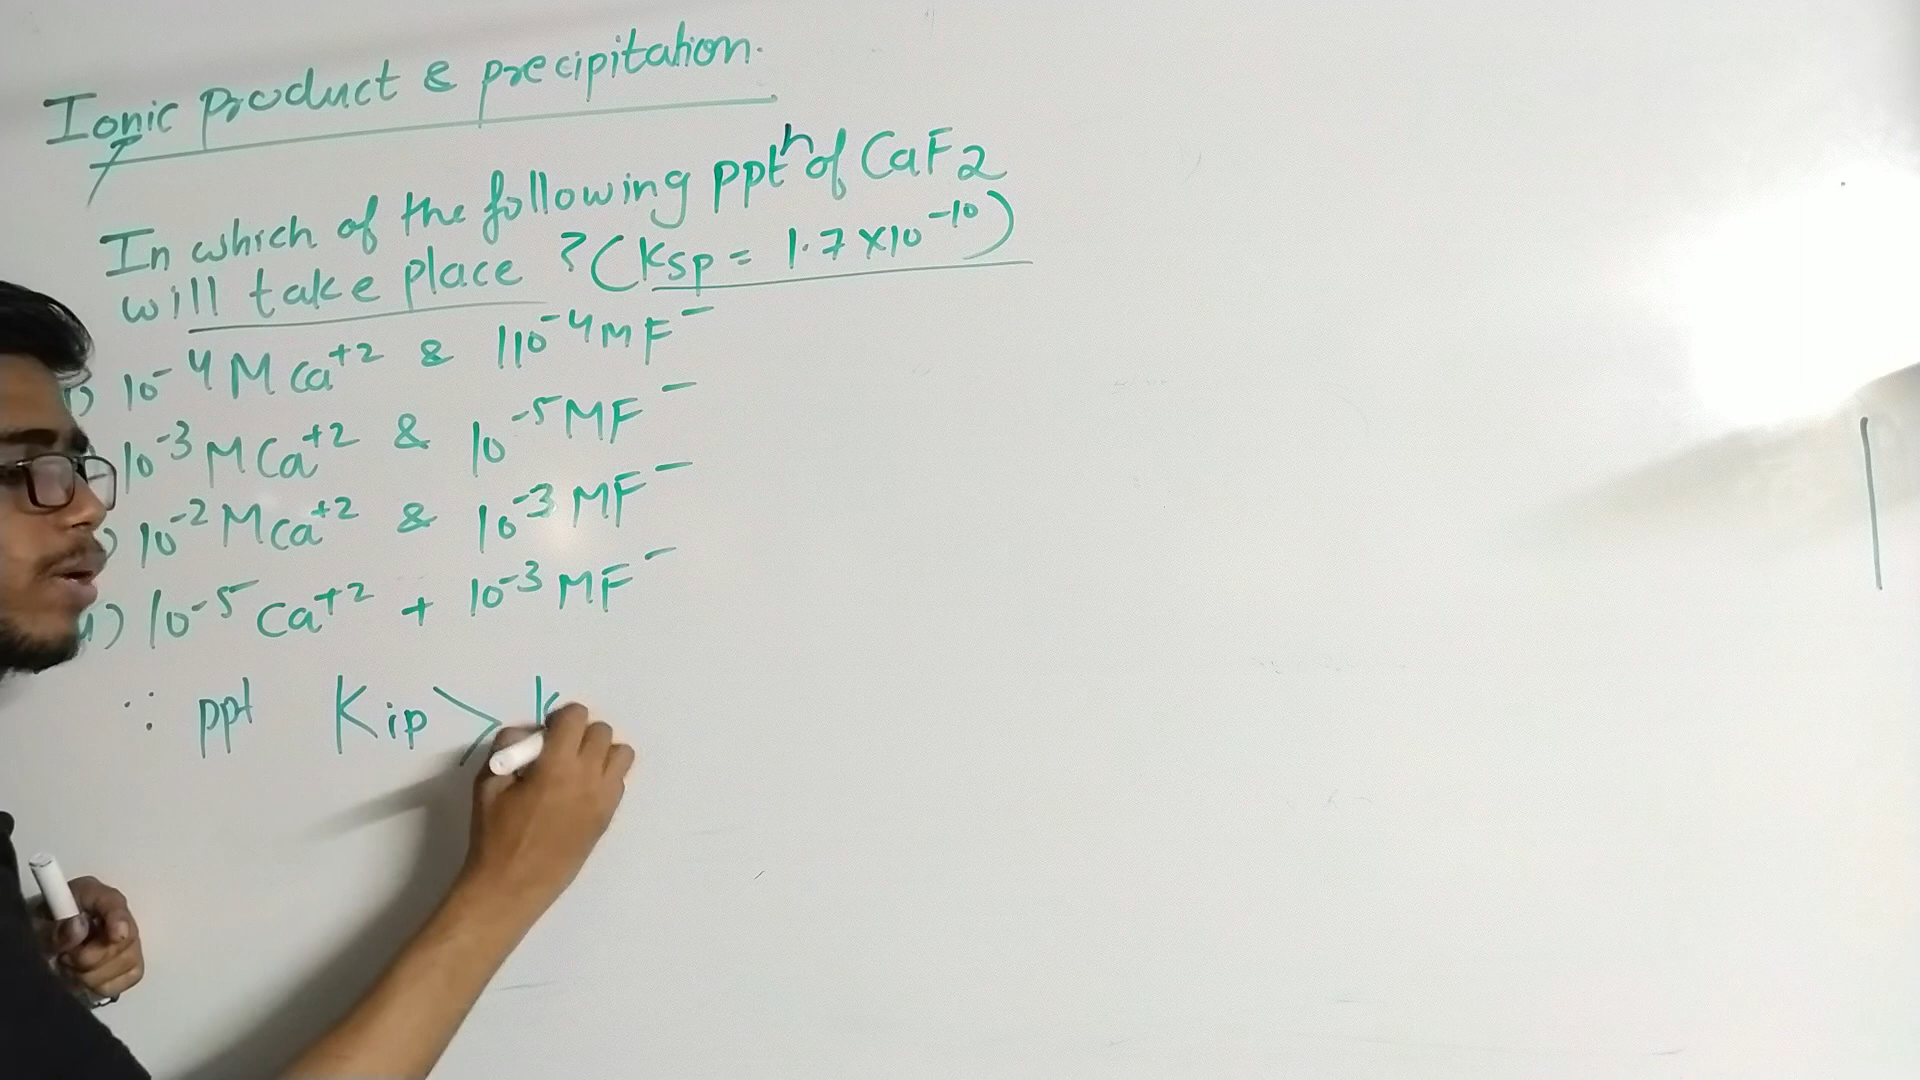 Ionic product & precipitation.
In which of the following pptⁿ of CaF2
will take place ? (Ksp = 1.7 ×10⁻¹⁰)
10⁻⁴ M Ca⁺² & 110⁻⁴ M F⁻
10⁻³ M Ca⁺² & 10⁻⁵ M F⁻
) 10⁻² M Ca⁺² & 10⁻³ M F⁻
) 10⁻⁵ Ca⁺² + 10⁻³ M F⁻
∵ ppt Kip > K